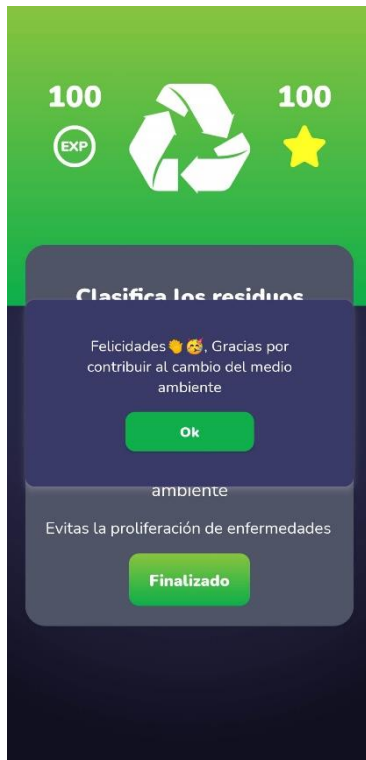 100
100
EXP
Clasifica los residuos
Felicidades👏🥳, Gracias por
contribuir al cambio del medio
ambiente
Ok
ambiente
Evitas la proliferación de enfermedades
Finalizado